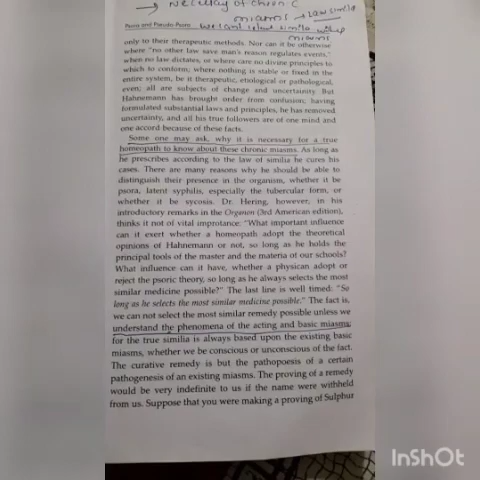 → Necessity of chronic
miasms → law similia
Psora and Pseudo-Psora we can't select similia without
miasms
only to their therapeutic methods. Nor can it be otherwise
where "no other law save man's reason regulates events,"
when no law dictates, or where care no divine principles to
which to conform; where nothing is stable or fixed in the
entire system, be it therapeutic, etiological or pathological,
even; all are subjects of change and uncertainty. But
Hahnemann has brought order from confusion; having
formulated substantial laws and principles, he has removed
uncertainty, and all his true followers are of one mind and
one accord because of these facts.
Some one may ask, why it is necessary for a true
homeopath to know about these chronic miasms. As long as
he prescribes according to the law of similia he cures his
cases. There are many reasons why he should be able to
distinguish their presence in the organism, whether it be
psora, latent syphilis, especially the tubercular form, or
whether it be sycosis. Dr. Hering, however, in his
introductory remarks in the Organon (3rd American edition),
thinks it not of vital improtance: "What important influence
can it exert whether a homeopath adopt the theoretical
opinions of Hahnemann or not, so long as he holds the
principal tools of the master and the materia of our schools?
What influence can it have, whether a physican adopt or
reject the psoric theory, so long as he always selects the most
similar medicine possible?" The last line is well timed: "So
long as he selects the most similar medicine possible." The fact is,
we can not select the most similar remedy possible unless we
understand the phenomena of the acting and basic miasms;
for the true similia is always based upon the existing basic
miasms, whether we be conscious or unconscious of the fact.
The curative remedy is but the pathopoesis of a certain
pathogenesis of an existing miasms. The proving of a remedy
would be very indefinite to us if the name were withheld
from us. Suppose that you were making a proving of Sulphur
InShOt